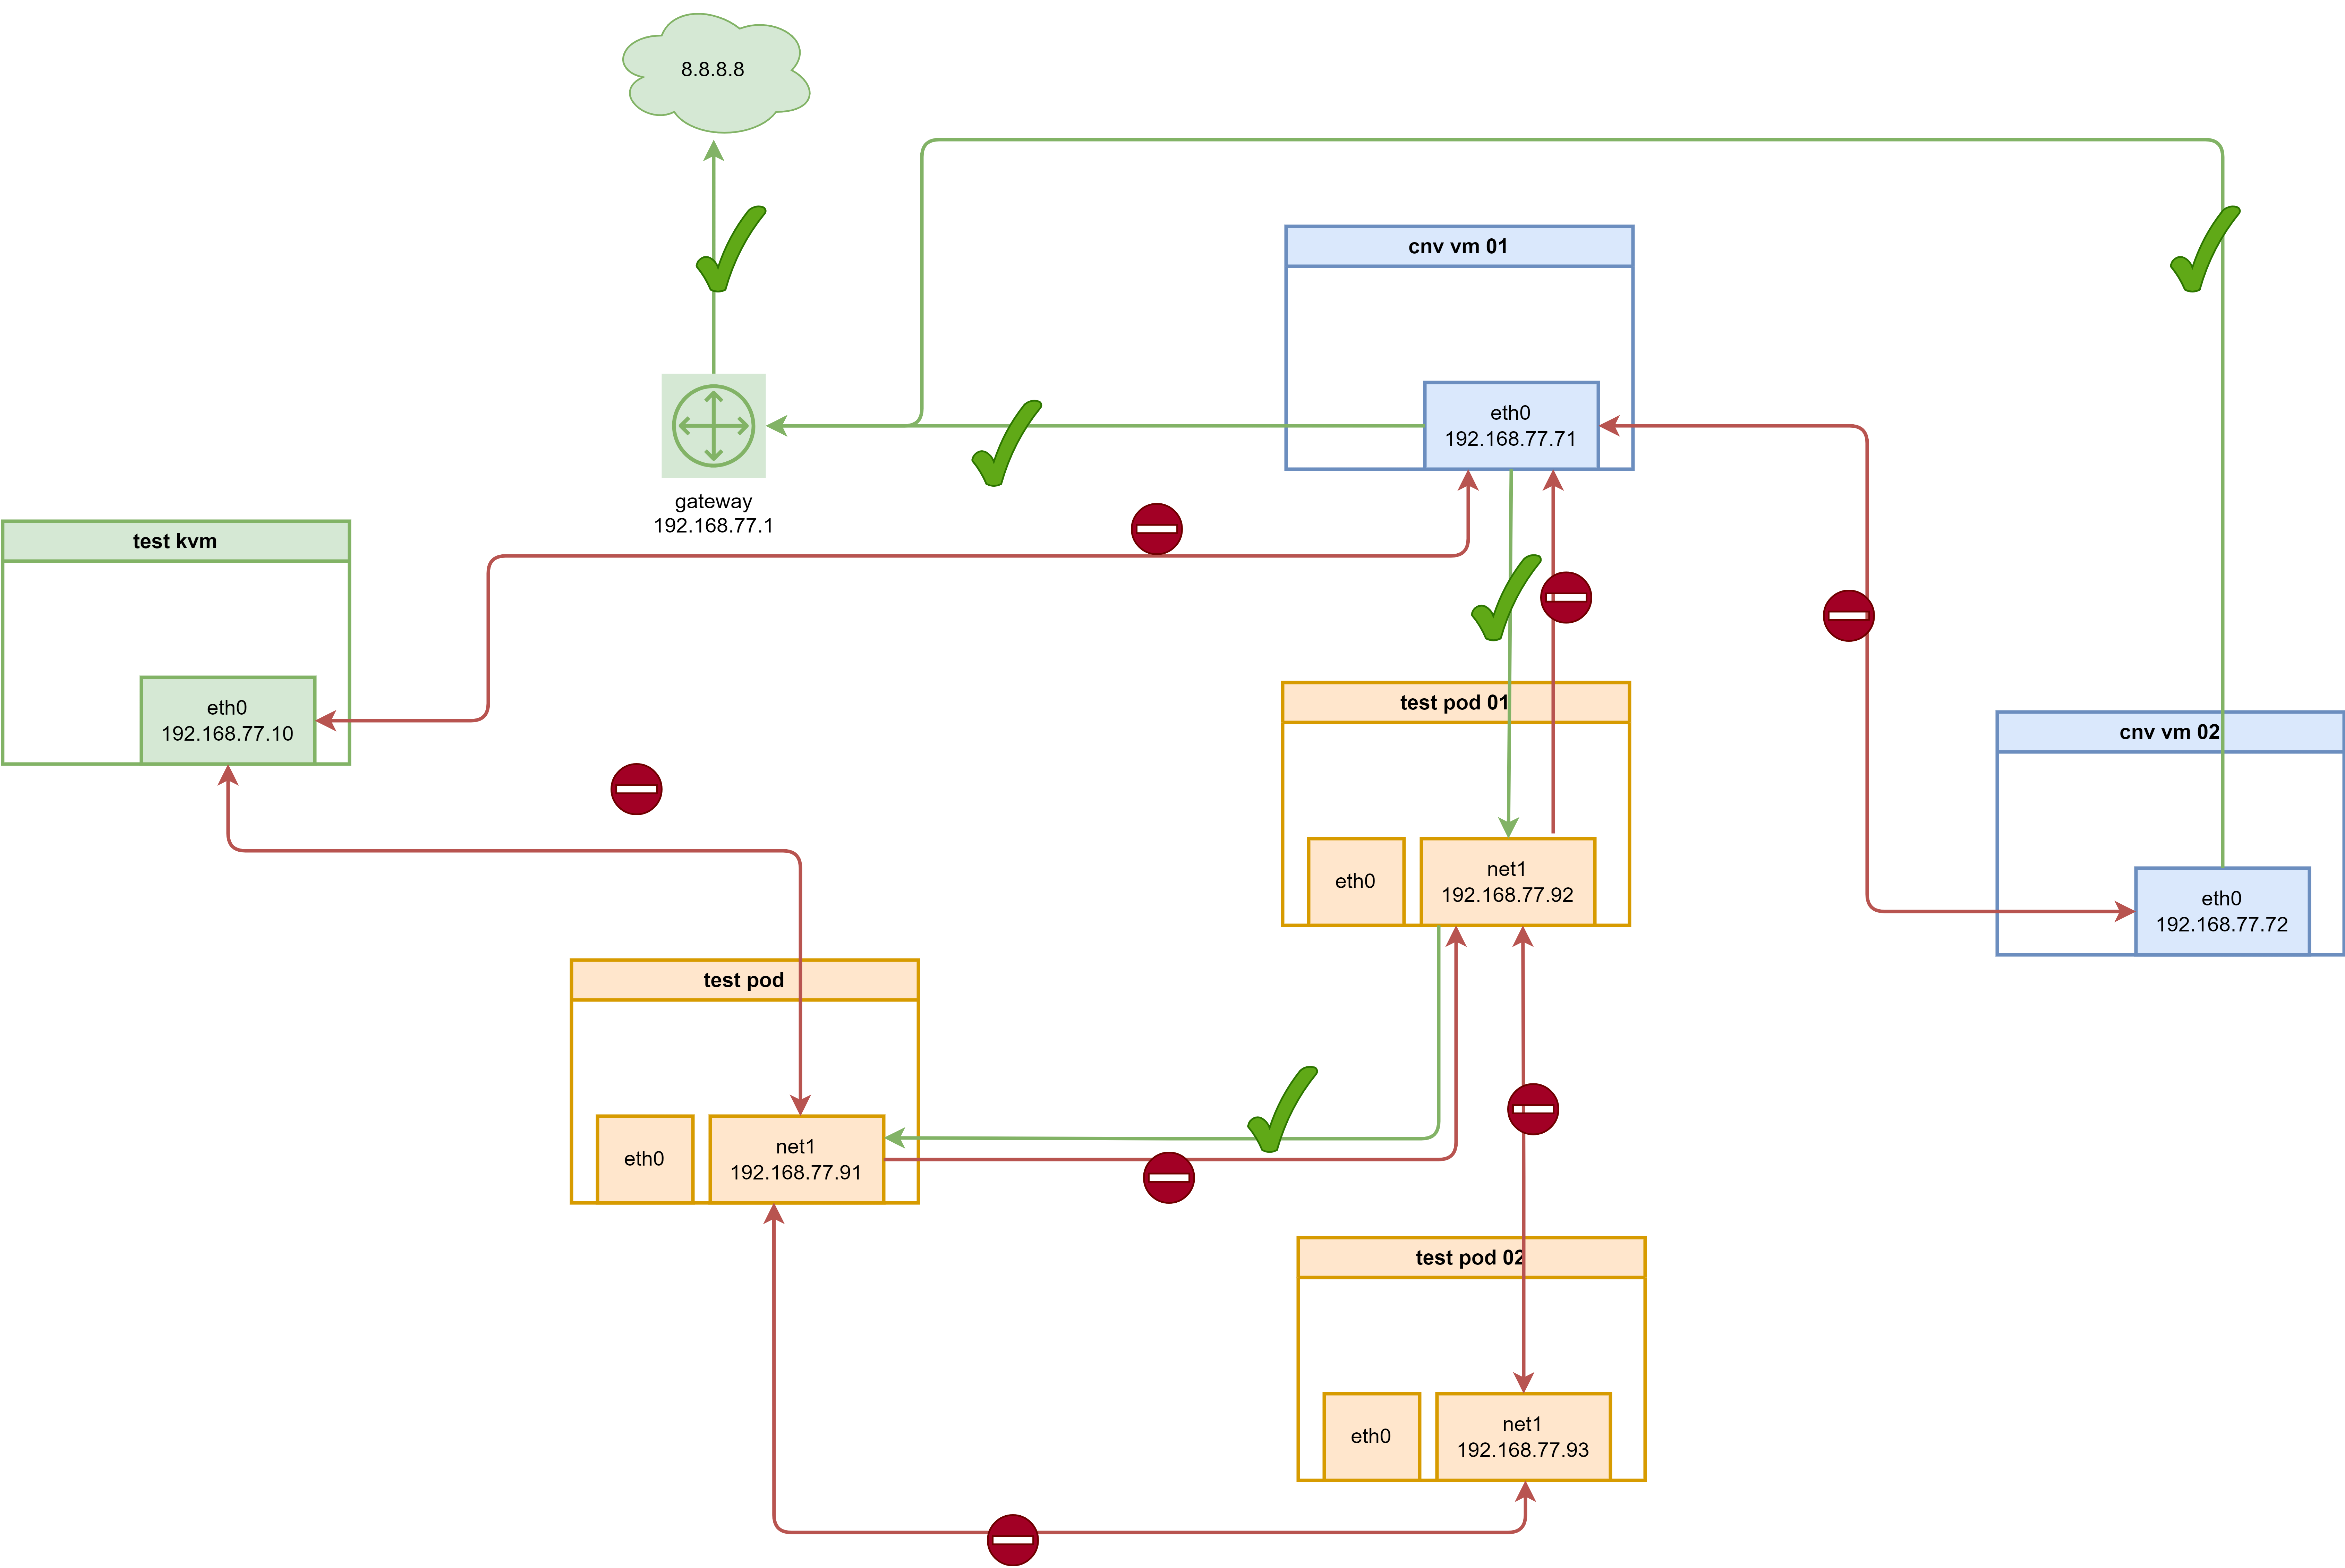 8.8.8.8
cnv vm 01
eth0
192.168.77.71
gateway
192.168.77.1
test kvm
eth0
192.168.77.10
test pod 01
eth0
net1
192.168.77.92
cnv vm 02
eth0
192.168.77.72
test pod
eth0
net1
192.168.77.91
test pod 02
eth0
net1
192.168.77.93